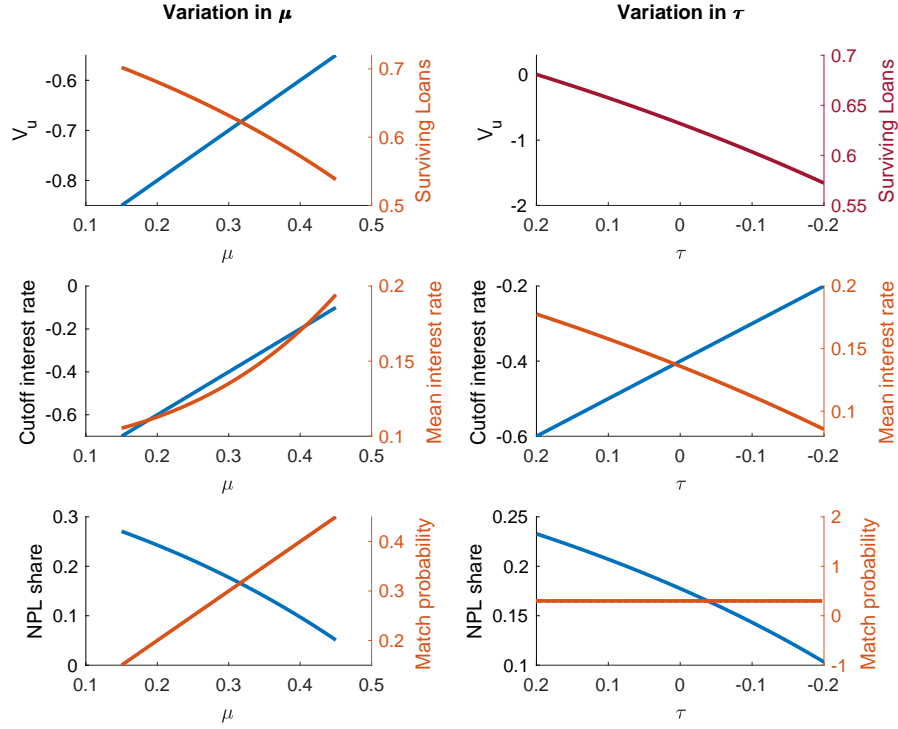 Variation in μ
Variation in τ
-0.6
-0.7
-0.8
V_u
0.7
0.6
0.5
Surviving Loans
0.1 0.2 0.3 0.4 0.5
μ
0
-1
-2
V_u
0.7
0.65
0.6
0.55
Surviving Loans
0.2 0.1 0 -0.1 -0.2
τ
0
-0.2
-0.4
-0.6
Cutoff interest rate
0.2
0.15
0.1
Mean interest rate
0.1 0.2 0.3 0.4 0.5
μ
-0.2
-0.4
-0.6
Cutoff interest rate
0.2
0.15
0.1
Mean interest rate
0.2 0.1 0 -0.1 -0.2
τ
0.3
0.2
0.1
0
NPL share
0.4
0.3
0.2
Match probability
0.1 0.2 0.3 0.4 0.5
μ
0.25
0.2
0.15
0.1
NPL share
2
1
0
-1
Match probability
0.2 0.1 0 -0.1 -0.2
τ